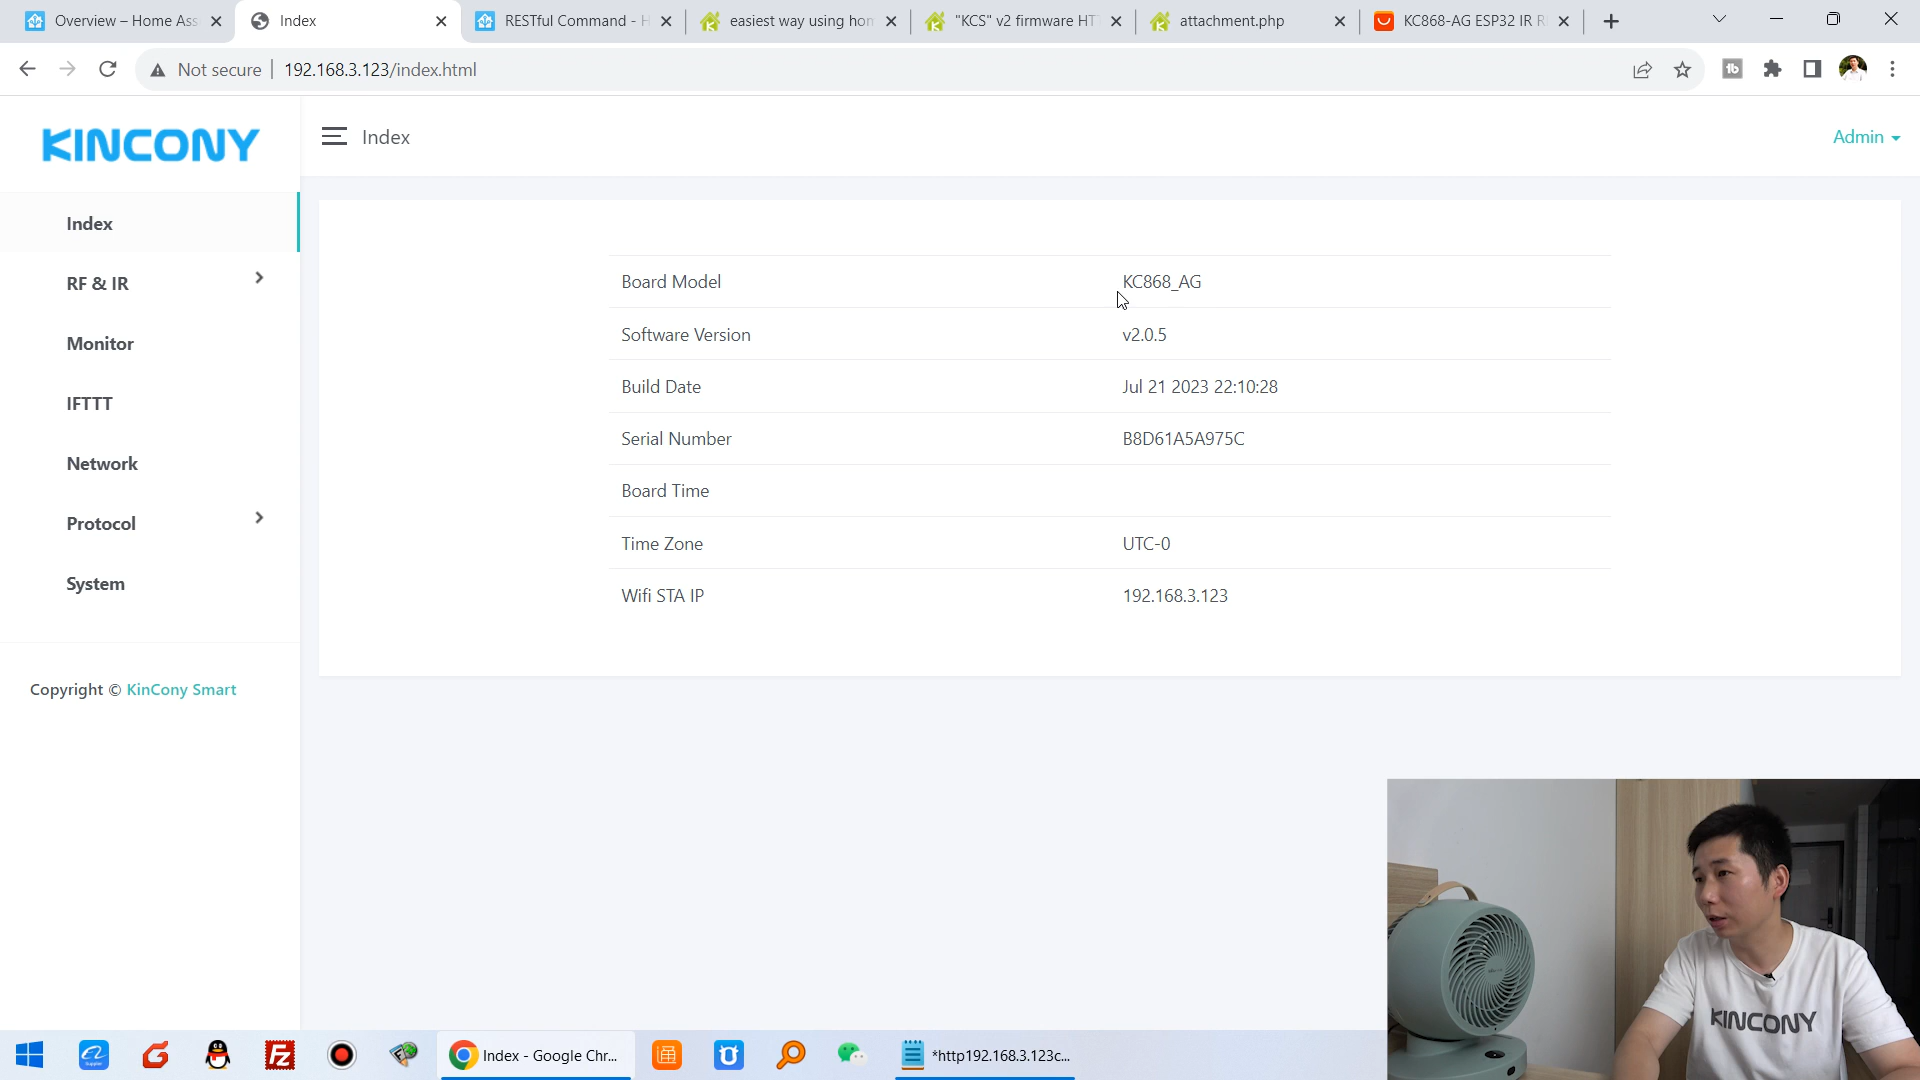 Overview – Home Ass
Index
RESTful Command - H
easiest way using hon
"KCS" v2 firmware HT
attachment.php
KC868-AG ESP32 IR R
Not secure
192.168.3.123/index.html
KINCONY
Index
Admin
Index
RF & IR
Monitor
IFTTT
Network
Protocol
System
Copyright © KinCony Smart
Board Model KC868_AG
Software Version v2.0.5
Build Date Jul 21 2023 22:10:28
Serial Number B8D61A5A975C
Board Time
Time Zone UTC-0
Wifi STA IP 192.168.3.123
KINCONY
Index - Google Chr...
*http192.168.3.123c...